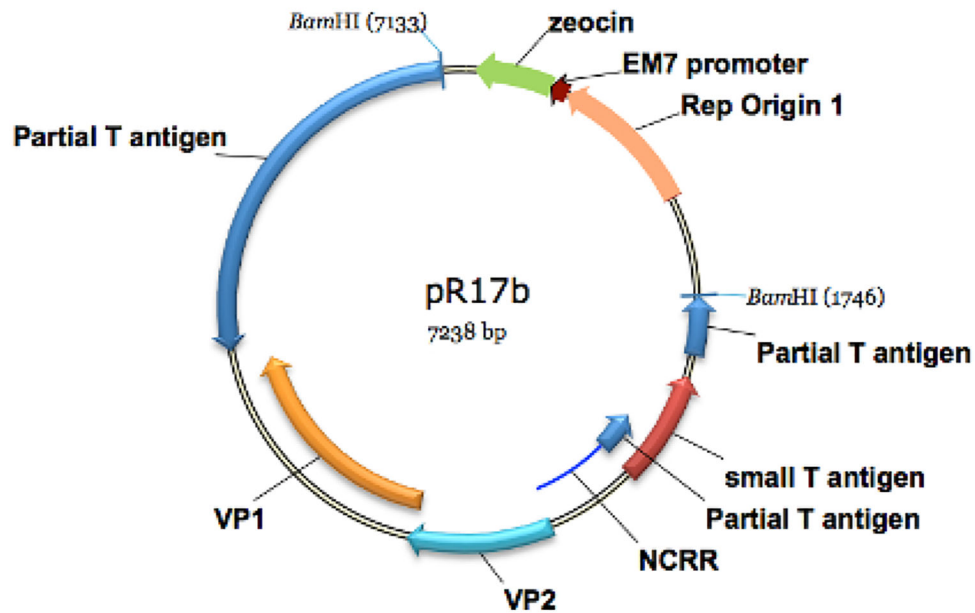 BamHI (7133)
zeocin
EM7 promoter
Rep Origin 1
Partial T antigen
pR17b
7238 bp
BamHI (1746)
Partial T antigen
small T antigen
Partial T antigen
NCRR
VP1
VP2